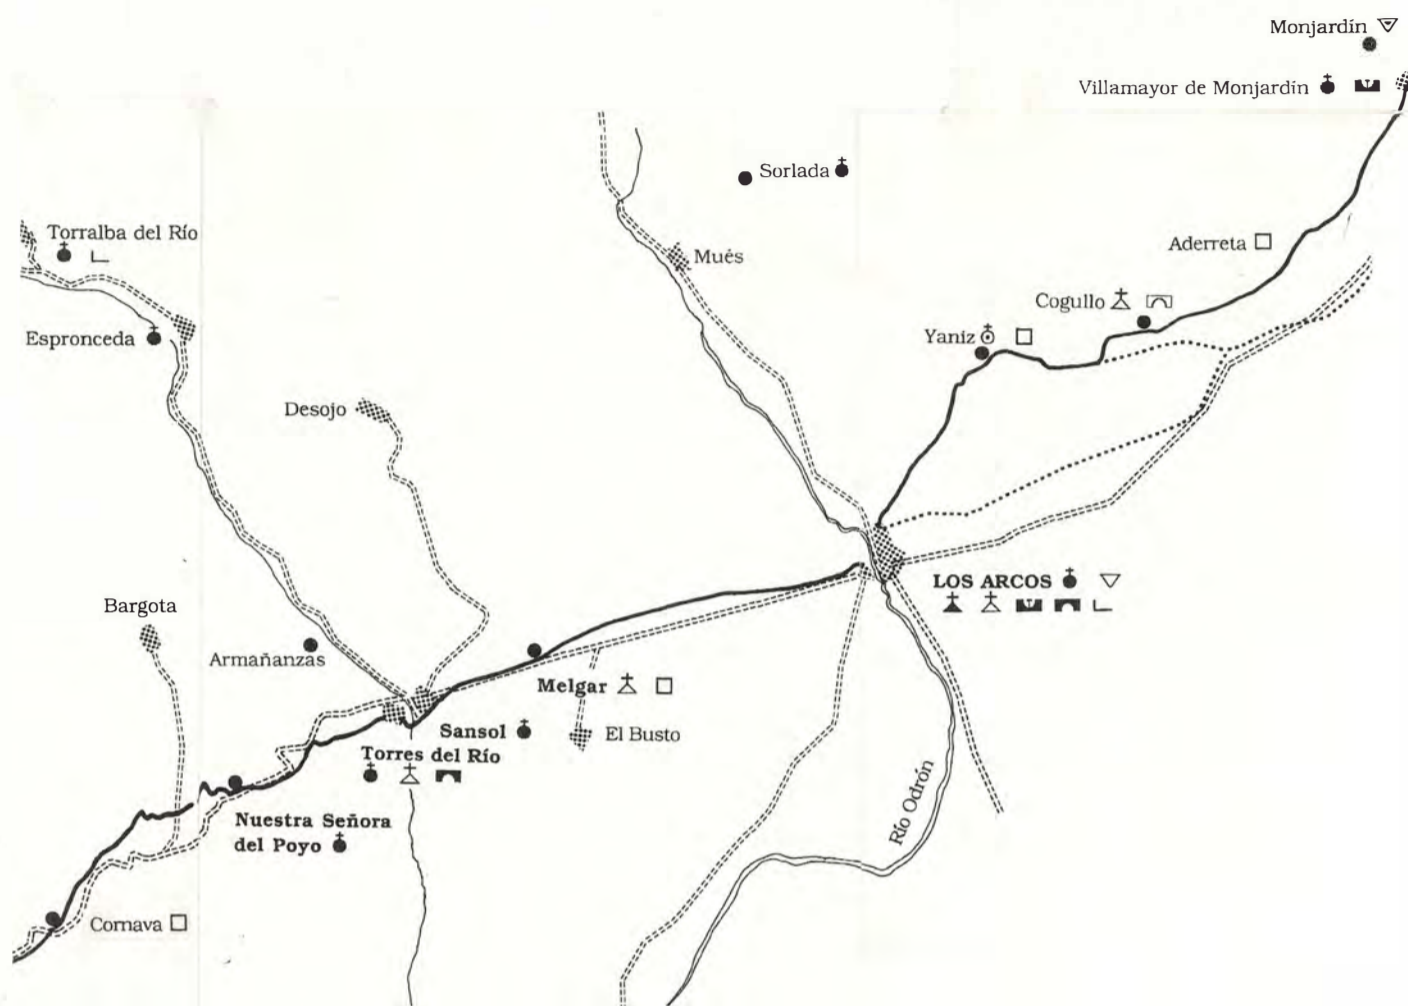 Monjardín
Villamayor de Monjardín
Sorlada
Torralba del Río
Aderreta
Mués
Cogullo
Espronceda
Yaniz
Desojo
LOS ARCOS
Bargota
Armañanzas
Melgar
Sansol
El Busto
Torres del Río
Río Odrón
Nuestra Señora
del Poyo
Cornava